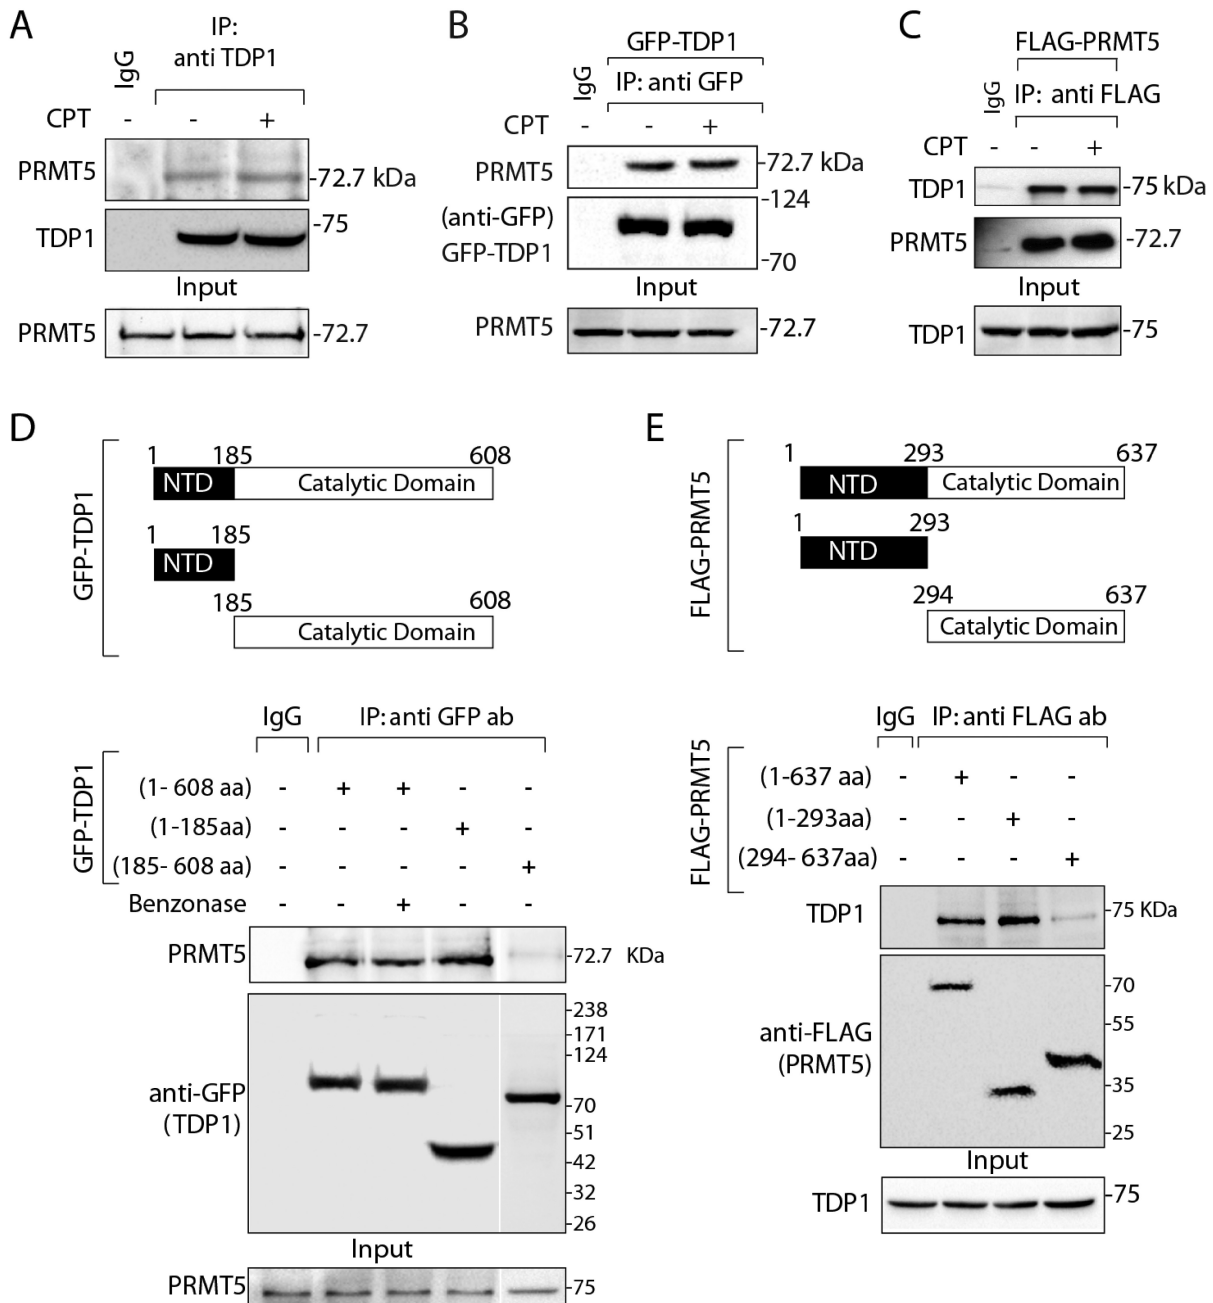 A
IP:
anti TDP1
IgG
CPT - - +
PRMT5 -72.7 kDa
TDP1 -75
Input
PRMT5 -72.7
B
GFP-TDP1
IgG IP: anti GFP
CPT - - +
PRMT5 -72.7 kDa
(anti-GFP) -124
GFP-TDP1 -70
Input
PRMT5 -72.7
C
FLAG-PRMT5
IgG IP: anti FLAG
CPT - - +
TDP1 -75 kDa
PRMT5 -72.7
Input
TDP1 -75
D
GFP-TDP1
1 185 608
NTD Catalytic Domain
1 185
NTD
185 608
Catalytic Domain
IgG IP: anti GFP ab
GFP-TDP1
(1- 608 aa) - + + - -
(1-185aa) - - - + -
(185- 608 aa) - - - - +
Benzonase - - + - -
PRMT5 -72.7 KDa
anti-GFP
(TDP1)
-238
-171
-124
-70
-51
-42
-32
-26
Input
PRMT5 -75
E
FLAG-PRMT5
1 293 637
NTD Catalytic Domain
1 293
NTD
294 637
Catalytic Domain
IgG IP: anti FLAG ab
FLAG-PRMT5
(1-637 aa) - + - -
(1-293aa) - - + -
(294- 637aa) - - - +
TDP1 -75 KDa
anti-FLAG
(PRMT5)
-70
-55
-35
-25
Input
TDP1 -75